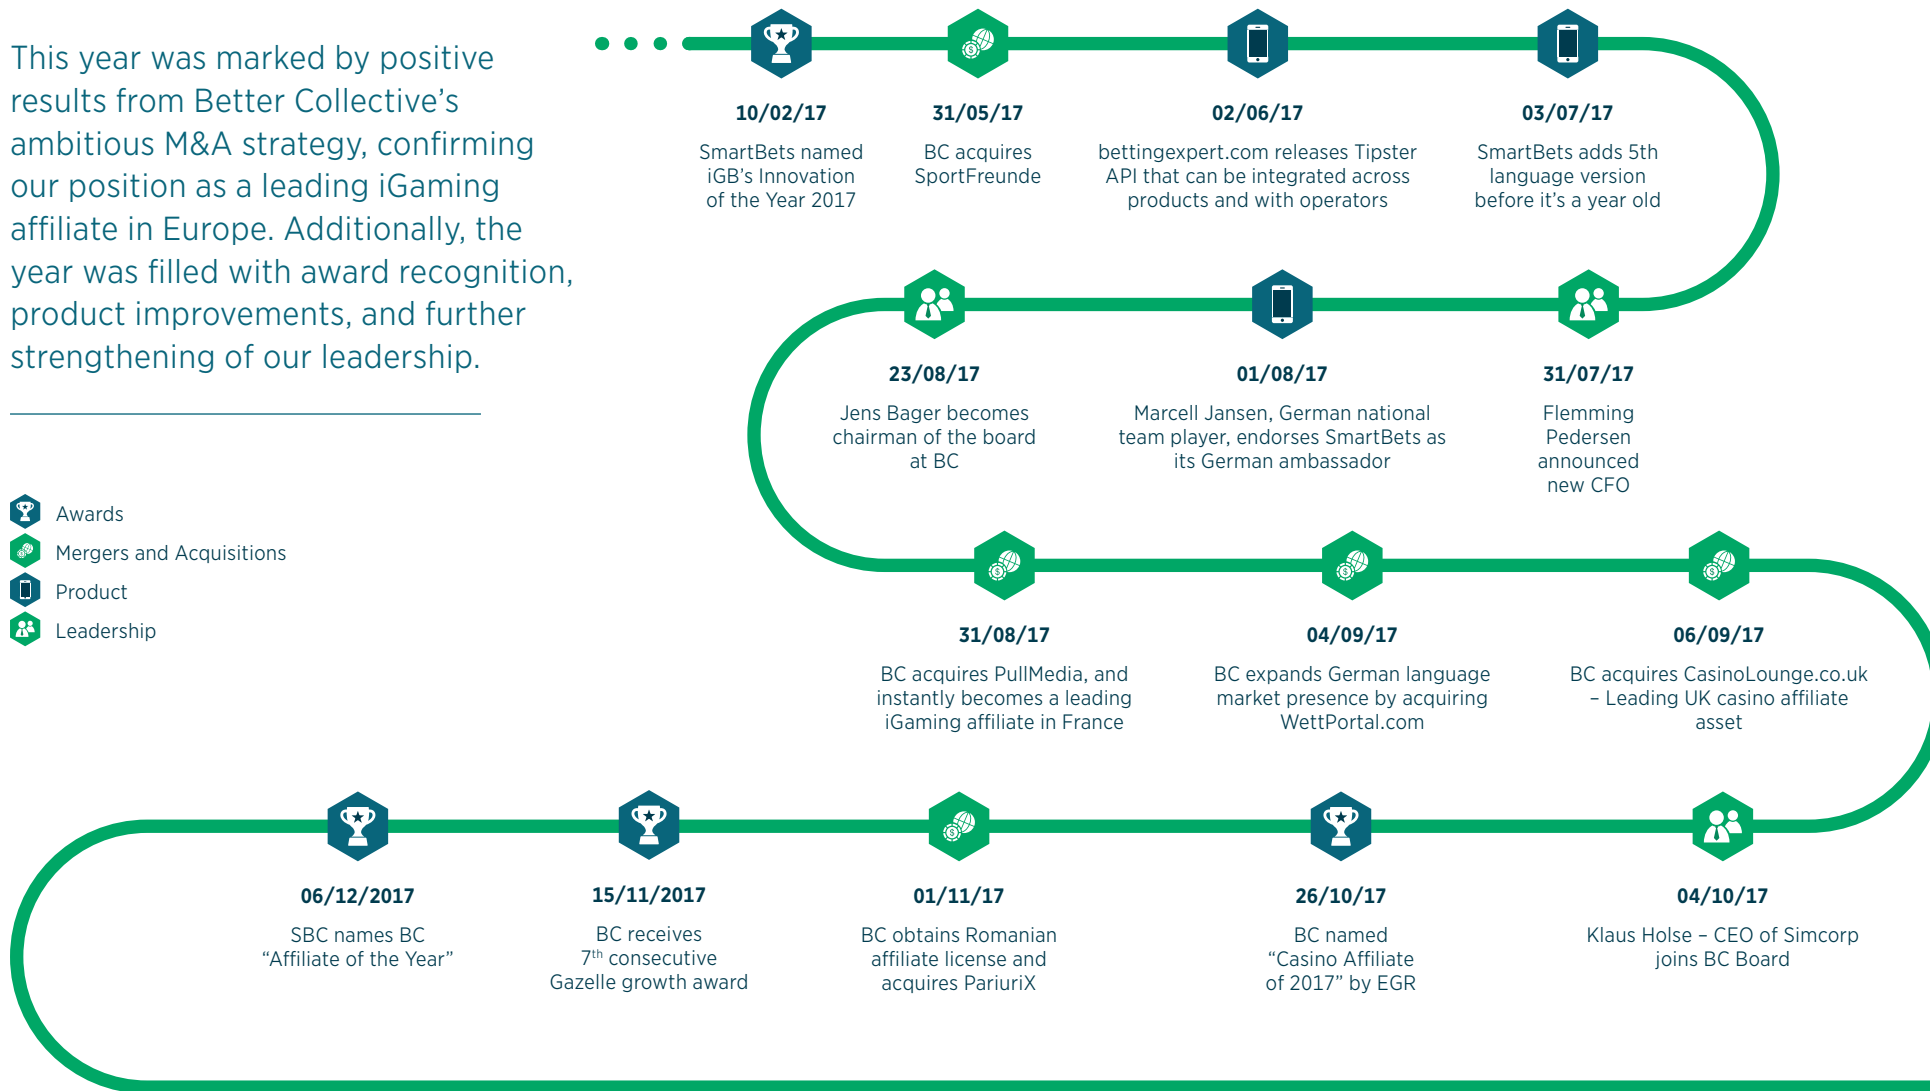 This year was marked by positive
results from Better Collective’s
ambitious M&A strategy, confirming
our position as a leading iGaming
affiliate in Europe. Additionally, the
year was filled with award recognition,
product improvements, and further
strengthening of our leadership.
Awards
Mergers and Acquisitions
Product
Leadership
10/02/17
SmartBets named
iGB’s Innovation
of the Year 2017
31/05/17
BC acquires
SportFreunde
02/06/17
bettingexpert.com releases Tipster
API that can be integrated across
products and with operators
03/07/17
SmartBets adds 5th
language version
before it’s a year old
31/07/17
Flemming
Pedersen
announced
new CFO
01/08/17
Marcell Jansen, German national
team player, endorses SmartBets as
its German ambassador
23/08/17
Jens Bager becomes
chairman of the board
at BC
31/08/17
BC acquires PullMedia, and
instantly becomes a leading
iGaming affiliate in France
04/09/17
BC expands German language
market presence by acquiring
WettPortal.com
06/09/17
BC acquires CasinoLounge.co.uk
– Leading UK casino affiliate
asset
04/10/17
Klaus Holse – CEO of Simcorp
joins BC Board
26/10/17
BC named
“Casino Affiliate
of 2017” by EGR
01/11/17
BC obtains Romanian
affiliate license and
acquires PariuriX
15/11/2017
BC receives
7th consecutive
Gazelle growth award
06/12/2017
SBC names BC
“Affiliate of the Year”